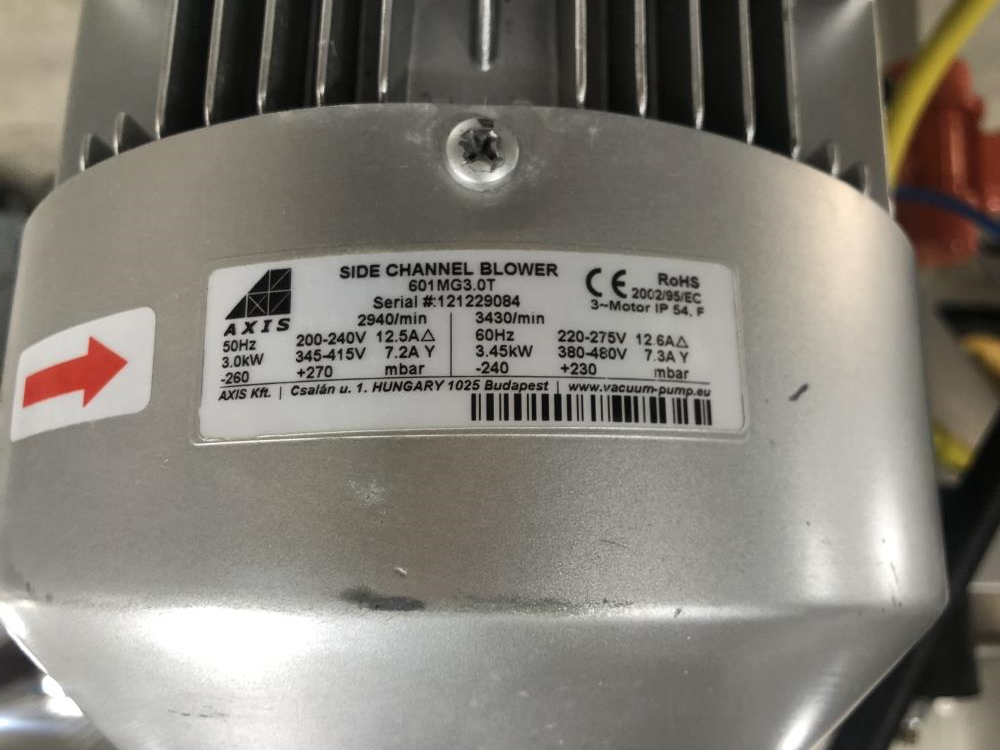 AXIS
SIDE CHANNEL BLOWER
601MG3.0T
Serial #:121229084
CE RoHS
2002/95/EC
3~Motor IP 54, F
2940/min 3430/min
50Hz 200-240V 12.5A△ 60Hz 220-275V 12.6A△
3.0kW 345-415V 7.2A Y 3.45kW 380-480V 7.3A Y
-260 +270 mbar -240 +230 mbar
AXIS Kft. | Csalán u. 1. HUNGARY 1025 Budapest | www.vacuum-pump.eu